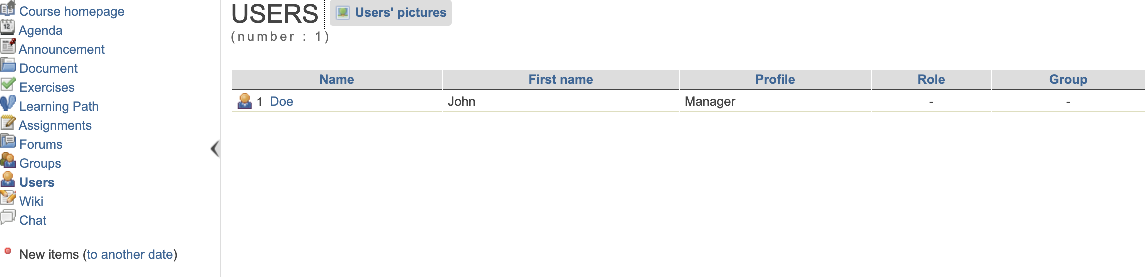 Course homepage
Agenda
Announcement
Document
Exercises
Learning Path
Assignments
Forums
Groups
Users
Wiki
Chat
New items (to another date)
USERS Users' pictures
(number : 1)
Name First name Profile Role Group
1 Doe John Manager - -